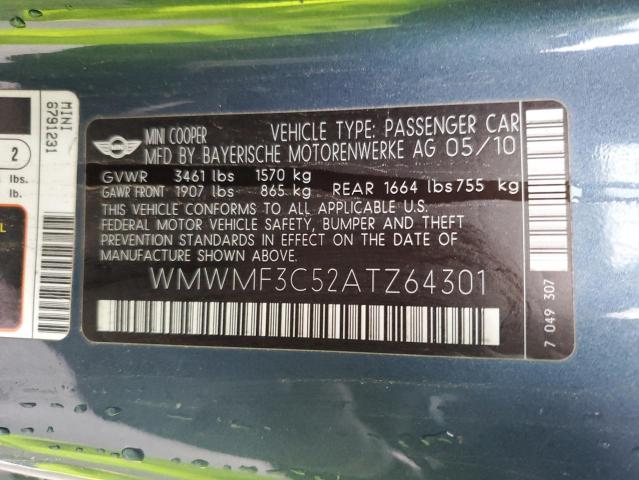 MINI
6791231
2
lbs.
lb.
MINI COOPER VEHICLE TYPE: PASSENGER CAR
MFD BY BAYERISCHE MOTORENWERKE AG 05/10
GVWR 3461 lbs 1570 kg
GAWR FRONT 1907 lbs 865 kg REAR 1664 lbs 755 kg
THIS VEHICLE CONFORMS TO ALL APPLICABLE U.S.
FEDERAL MOTOR VEHICLE SAFETY, BUMPER AND THEFT
PREVENTION STANDARDS IN EFFECT ON THE DATE OF
MANUFACTURE SHOWN ABOVE.
WMWMF3C52ATZ64301
7 049 307